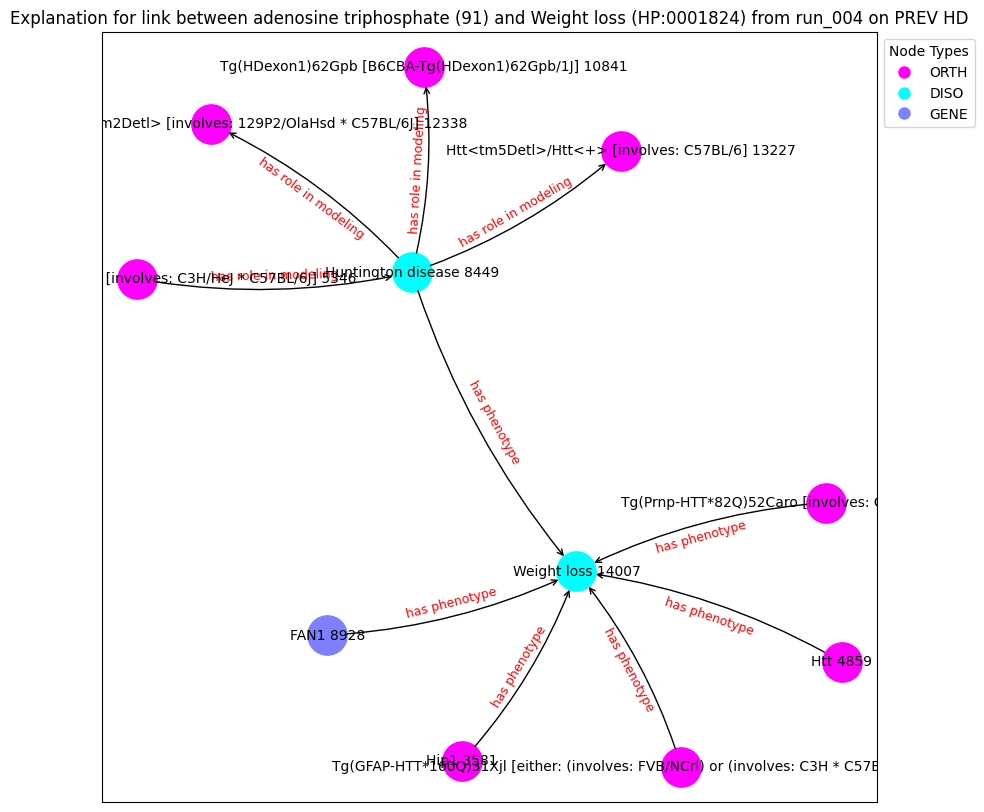 Explanation for link between adenosine triphosphate (91) and Weight loss (HP:0001824) from run_004 on PREV HD
Node Types
ORTH
DISO
GENE
Tg(HDexon1)62Gpb [B6CBA-Tg(HDexon1)62Gpb/1J] 10841
m2Detl> [involves: 129P2/OlaHsd * C57BL/6J] 12338
Htt<tm5Detl>/Htt<+> [involves: C57BL/6] 13227
has role in modeling
has role in modeling
has role in modeling
Huntington disease 8449
[involves: C3H/HeJ * C57BL/6J] 5346
has role in modeling
has phenotype
Tg(Prnp-HTT*82Q)52Caro [involves:
has phenotype
Weight loss 14007
has phenotype
has phenotype
FAN1 8928
has phenotype
has phenotype
Htt 4859
Hip1 3581
Tg(GFAP-HTT*160Q)31Xjl [either: (involves: FVB/NCrl) or (involves: C3H * C57B